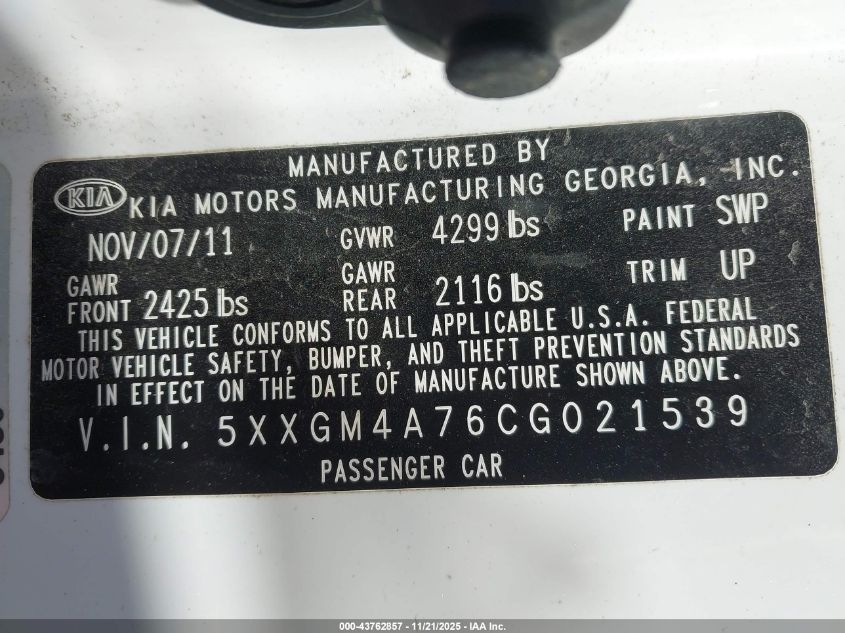 MANUFACTURED BY
KIA KIA MOTORS MANUFACTURING GEORGIA, INC.
NOV/07/11 GVWR 4299 lbs PAINT SWP
GAWR FRONT 2425 lbs GAWR REAR 2116 lbs TRIM UP
THIS VEHICLE CONFORMS TO ALL APPLICABLE U.S.A. FEDERAL
MOTOR VEHICLE SAFETY, BUMPER, AND THEFT PREVENTION STANDARDS
IN EFFECT ON THE DATE OF MANUFACTURE SHOWN ABOVE.
V.I.N. 5XXGM4A76CG021539
PASSENGER CAR
000-43762857 - 11/21/2025 - IAA Inc.